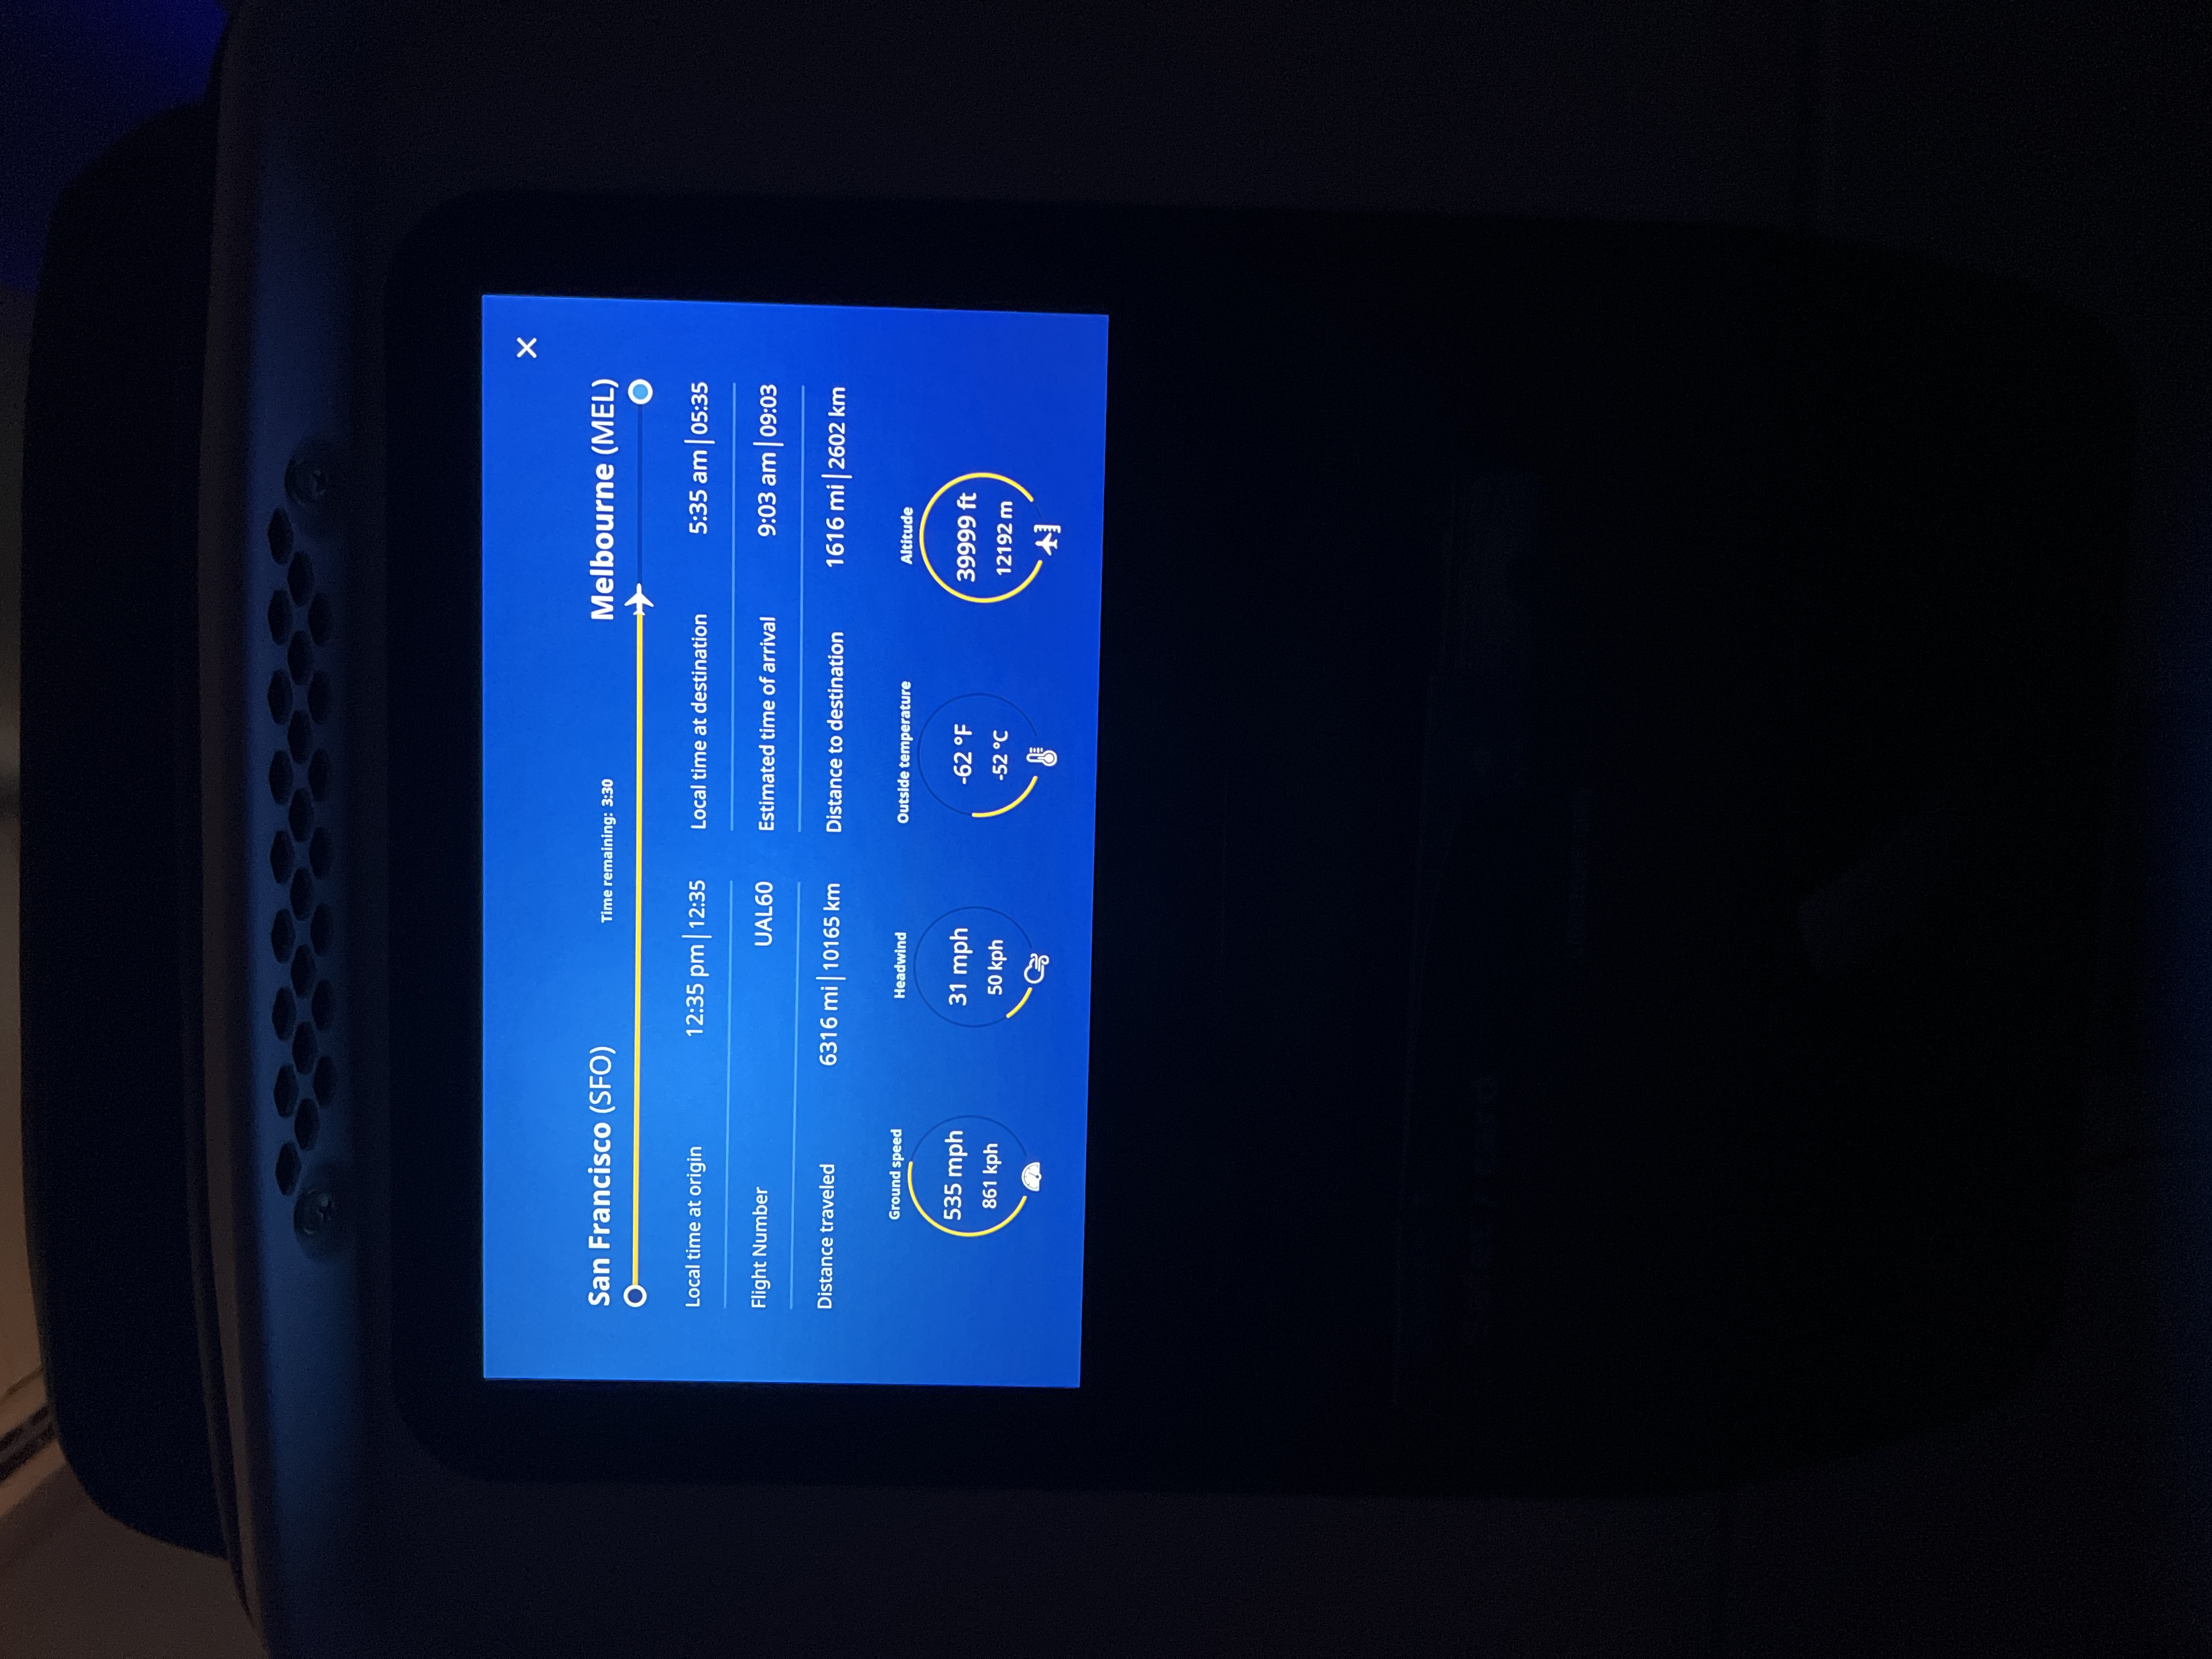 San Francisco (SFO)
Time remaining: 3:30
Melbourne (MEL)
Local time at origin 12:35 pm | 12:35
Local time at destination 5:35 am | 05:35
Flight Number UAL60
Estimated time of arrival 9:03 am | 09:03
Distance traveled 6316 mi | 10165 km
Distance to destination 1616 mi | 2602 km
Ground speed
535 mph
861 kph
Headwind
31 mph
50 kph
Outside temperature
-62 °F
-52 °C
Altitude
39999 ft
12192 m